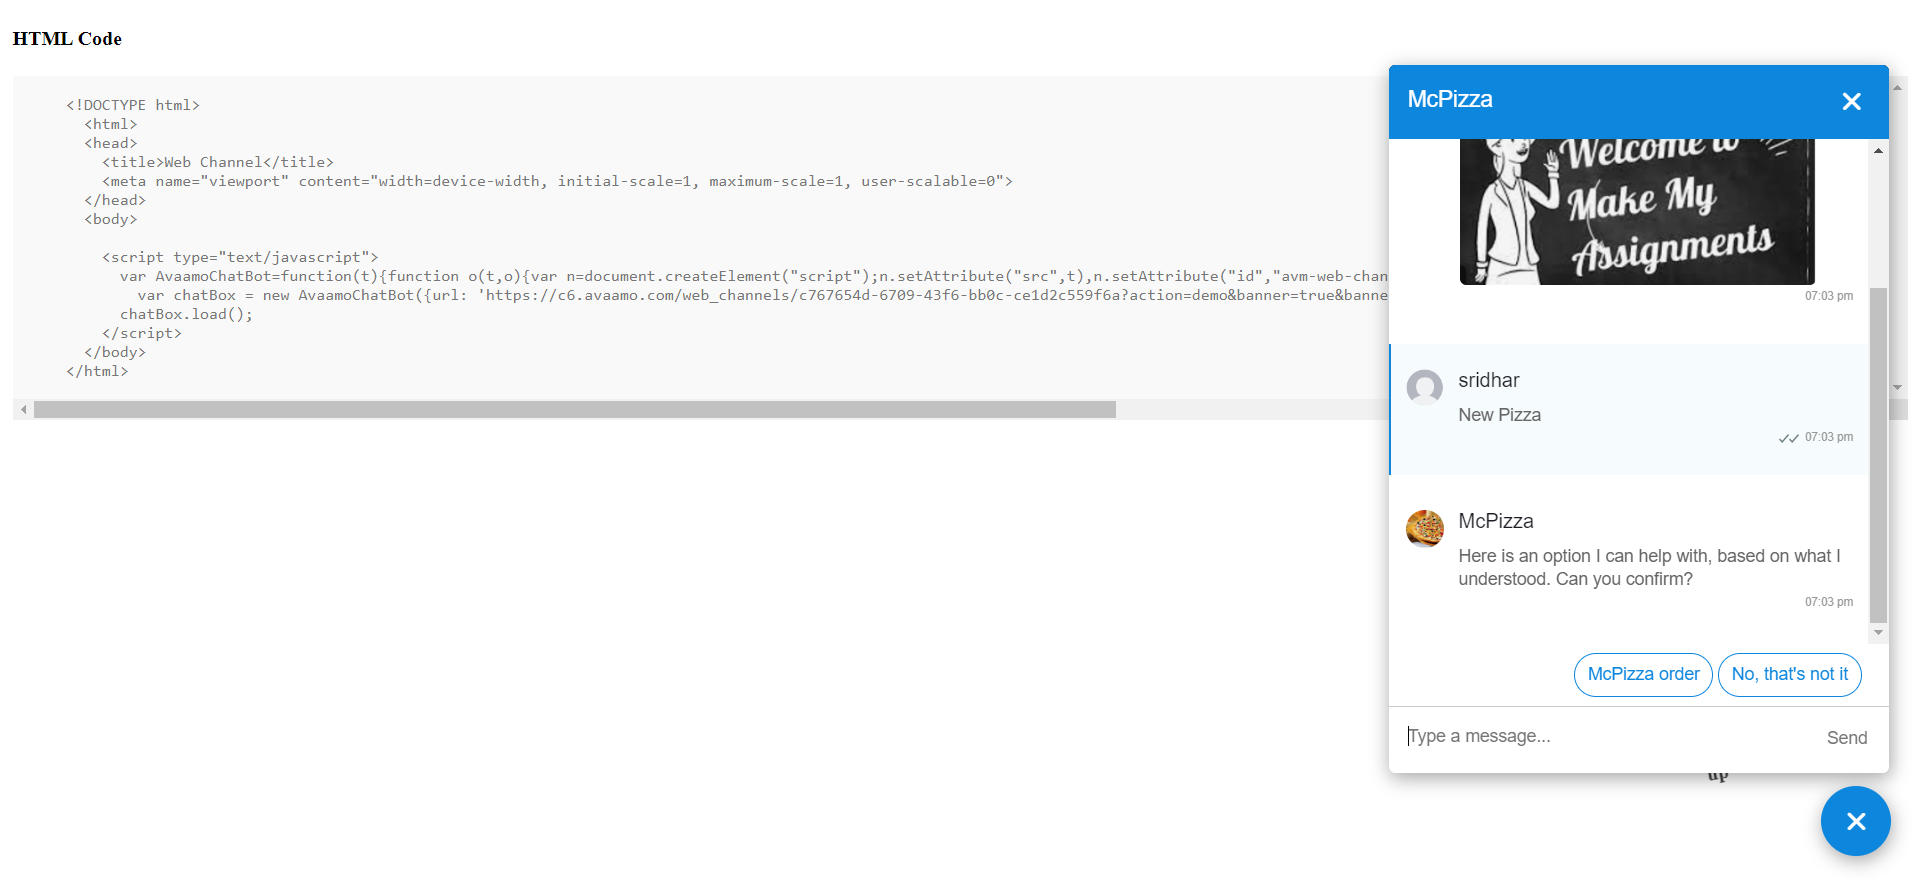 HTML Code
<!DOCTYPE html>
<html>
<head>
<title>Web Channel</title>
<meta name="viewport" content="width=device-width, initial-scale=1, maximum-scale=1, user-scalable=0">
</head>
<body>
<script type="text/javascript">
var AvaamoChatBot=function(t){function o(t,o){var n=document.createElement("script");n.setAttribute("src",t),n.setAttribute("id","avm-web-chan
var chatBox = new AvaamoChatBot({url: 'https://c6.avaamo.com/web_channels/c767654d-6709-43f6-bb0c-ce1d2c559f6a?action=demo&banner=true&banne
chatBox.load();
</script>
</body>
</html>
McPizza
Welcome to
Make My
Assignments
07:03 pm
sridhar
New Pizza
07:03 pm
McPizza
Here is an option I can help with, based on what I
understood. Can you confirm?
07:03 pm
McPizza order
No, that's not it
Type a message...
Send
up